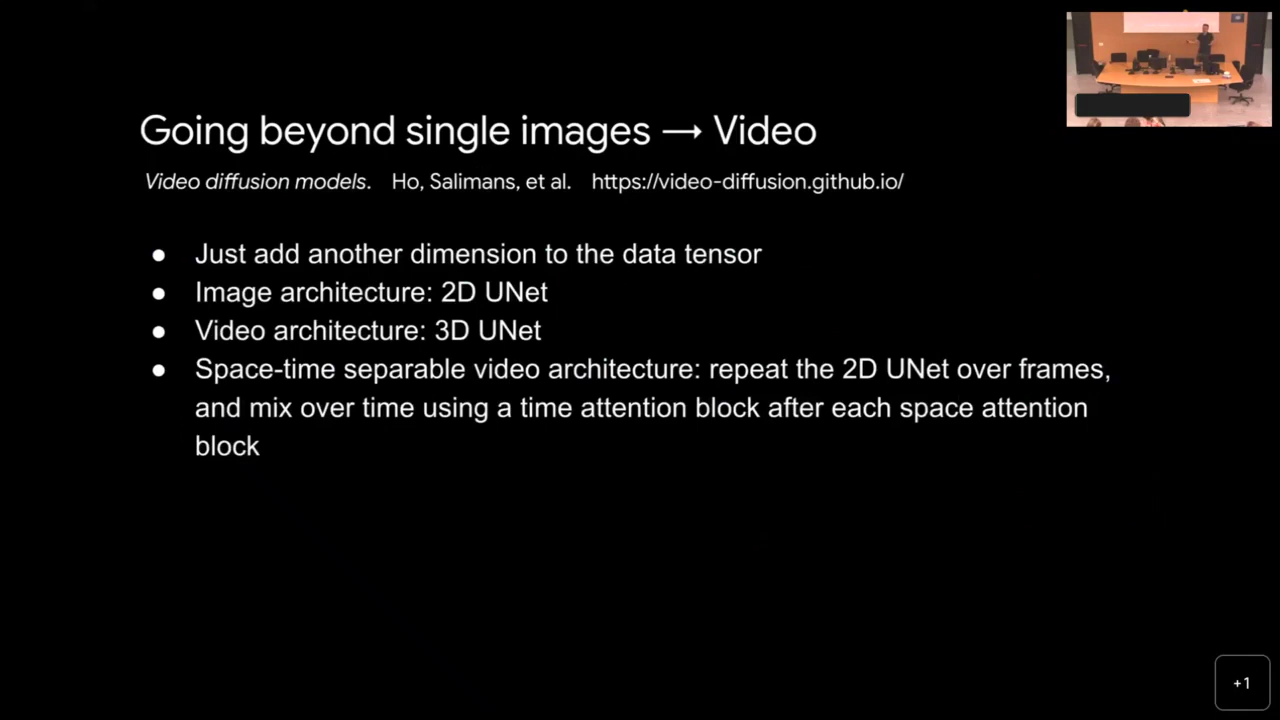 Going beyond single images → Video
Video diffusion models. Ho, Salimans, et al. https://video-diffusion.github.io/
● Just add another dimension to the data tensor
● Image architecture: 2D UNet
● Video architecture: 3D UNet
● Space-time separable video architecture: repeat the 2D UNet over frames,
and mix over time using a time attention block after each space attention
block
+1